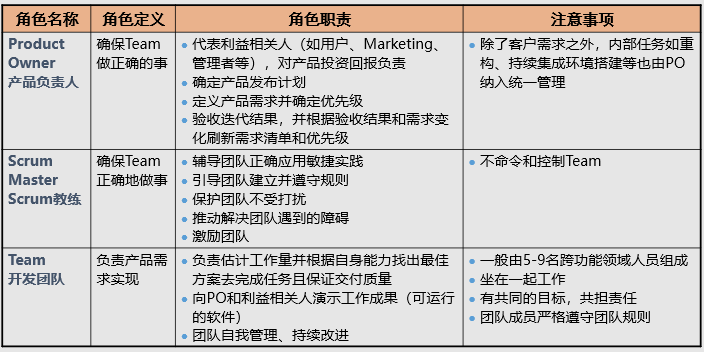 角色名称 角色定义 角色职责 注意事项
Product
Owner
产品负责人
确保Team
做正确的事
代表利益相关人（如用户、Marketing、
管理者等），对产品投资回报负责
确定产品发布计划
定义产品需求并确定优先级
验收迭代结果，并根据验收结果和需求变
化刷新需求清单和优先级
除了客户需求之外，内部任务如重
构、持续集成环境搭建等也由PO
纳入统一管理
Scrum
Master
Scrum教练
确保Team
正确地做事
辅导团队正确应用敏捷实践
引导团队建立并遵守规则
保护团队不受打扰
推动解决团队遇到的障碍
激励团队
不命令和控制Team
Team
开发团队
负责产品需
求实现
负责估计工作量并根据自身能力找出最佳
方案去完成任务且保证交付质量
向PO和利益相关人演示工作成果（可运行
的软件）
团队自我管理、持续改进
一般由5-9名跨功能领域人员组成
坐在一起工作
有共同的目标，共担责任
团队成员严格遵守团队规则